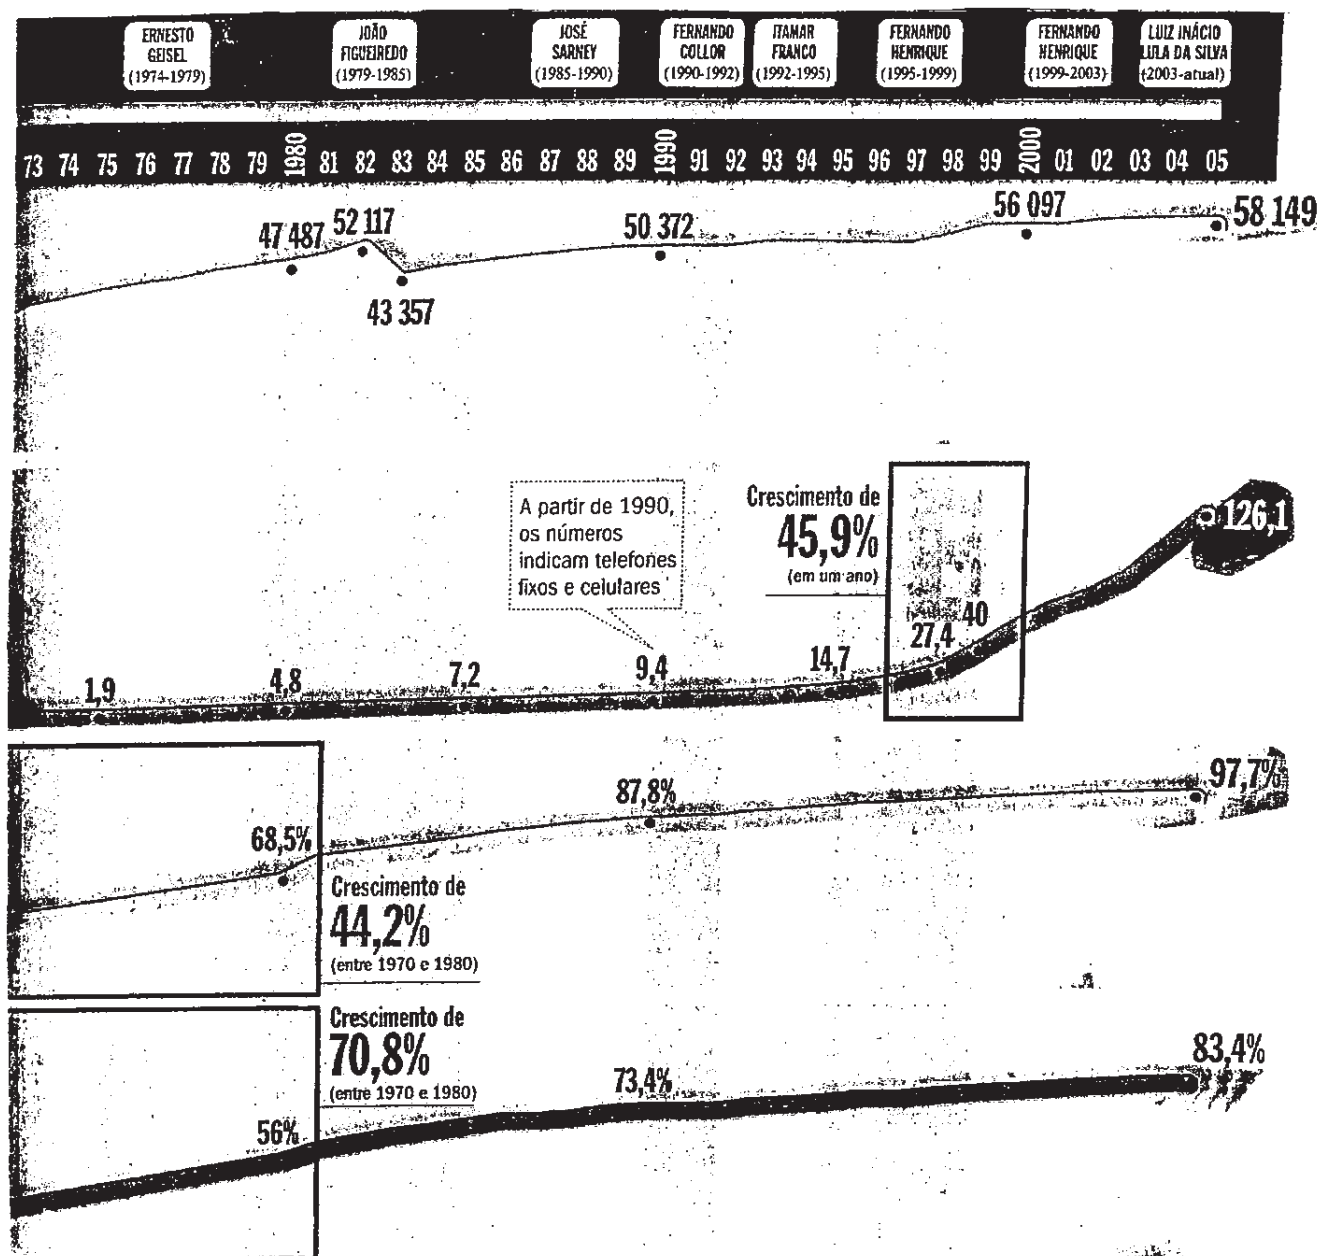 ERNESTO
GEISEL
(1974-1979)
JOÃO
FIGUEIREDO
(1979-1985)
JOSÉ
SARNEY
(1985-1990)
FERNANDO
COLLOR
(1990-1992)
ITAMAR
FRANCO
(1992-1995)
FERNANDO
HENRIQUE
(1995-1999)
FERNANDO
HENRIQUE
(1999-2003)
LUIZ INÁCIO
LULA DA SILVA
(2003-atual)
73 74 75 76 77 78 79 1980 81 82 83 84 85 86 87 88 89 1990 91 92 93 94 95 96 97 98 99 2000 01 02 03 04 05
47 487 52 117 50 372 56 097 58 149
43 357
A partir de 1990,
os números
indicam telefones
fixos e celulares
Crescimento de
45,9%
(em um ano)
126,1
1,9 4,8 7,2 9,4 14,7 27,4 40
68,5% 87,8% 97,7%
Crescimento de
44,2%
(entre 1970 e 1980)
Crescimento de
70,8%
(entre 1970 e 1980)
56% 73,4% 83,4%